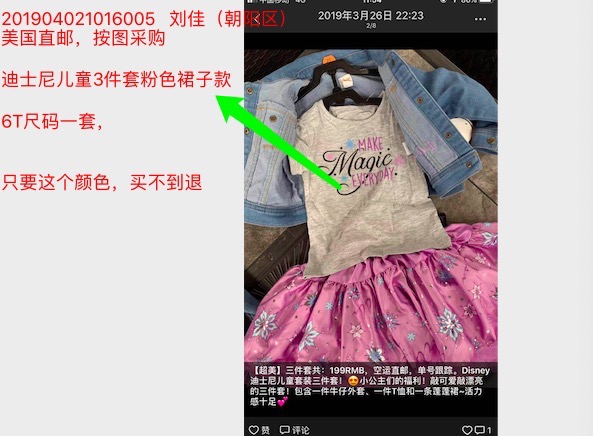 201904021016005 刘佳（朝阳区）
美国直邮，按图采购
迪士尼儿童3件套粉色裙子款
6T尺码一套，
只要这个颜色，买不到退
2019年3月26日 22:23
2/8
MAKE
Magic
EVERYDAY
【超美】三件套共：199RMB，空运直邮，单号跟踪。Disney
迪士尼儿童套装三件套！😍小公主们的福利！敲可爱敲漂亮
的三件套！包含一件牛仔外套、一件T恤和一条蓬蓬裙~活力
感十足💕
赞 评论 1